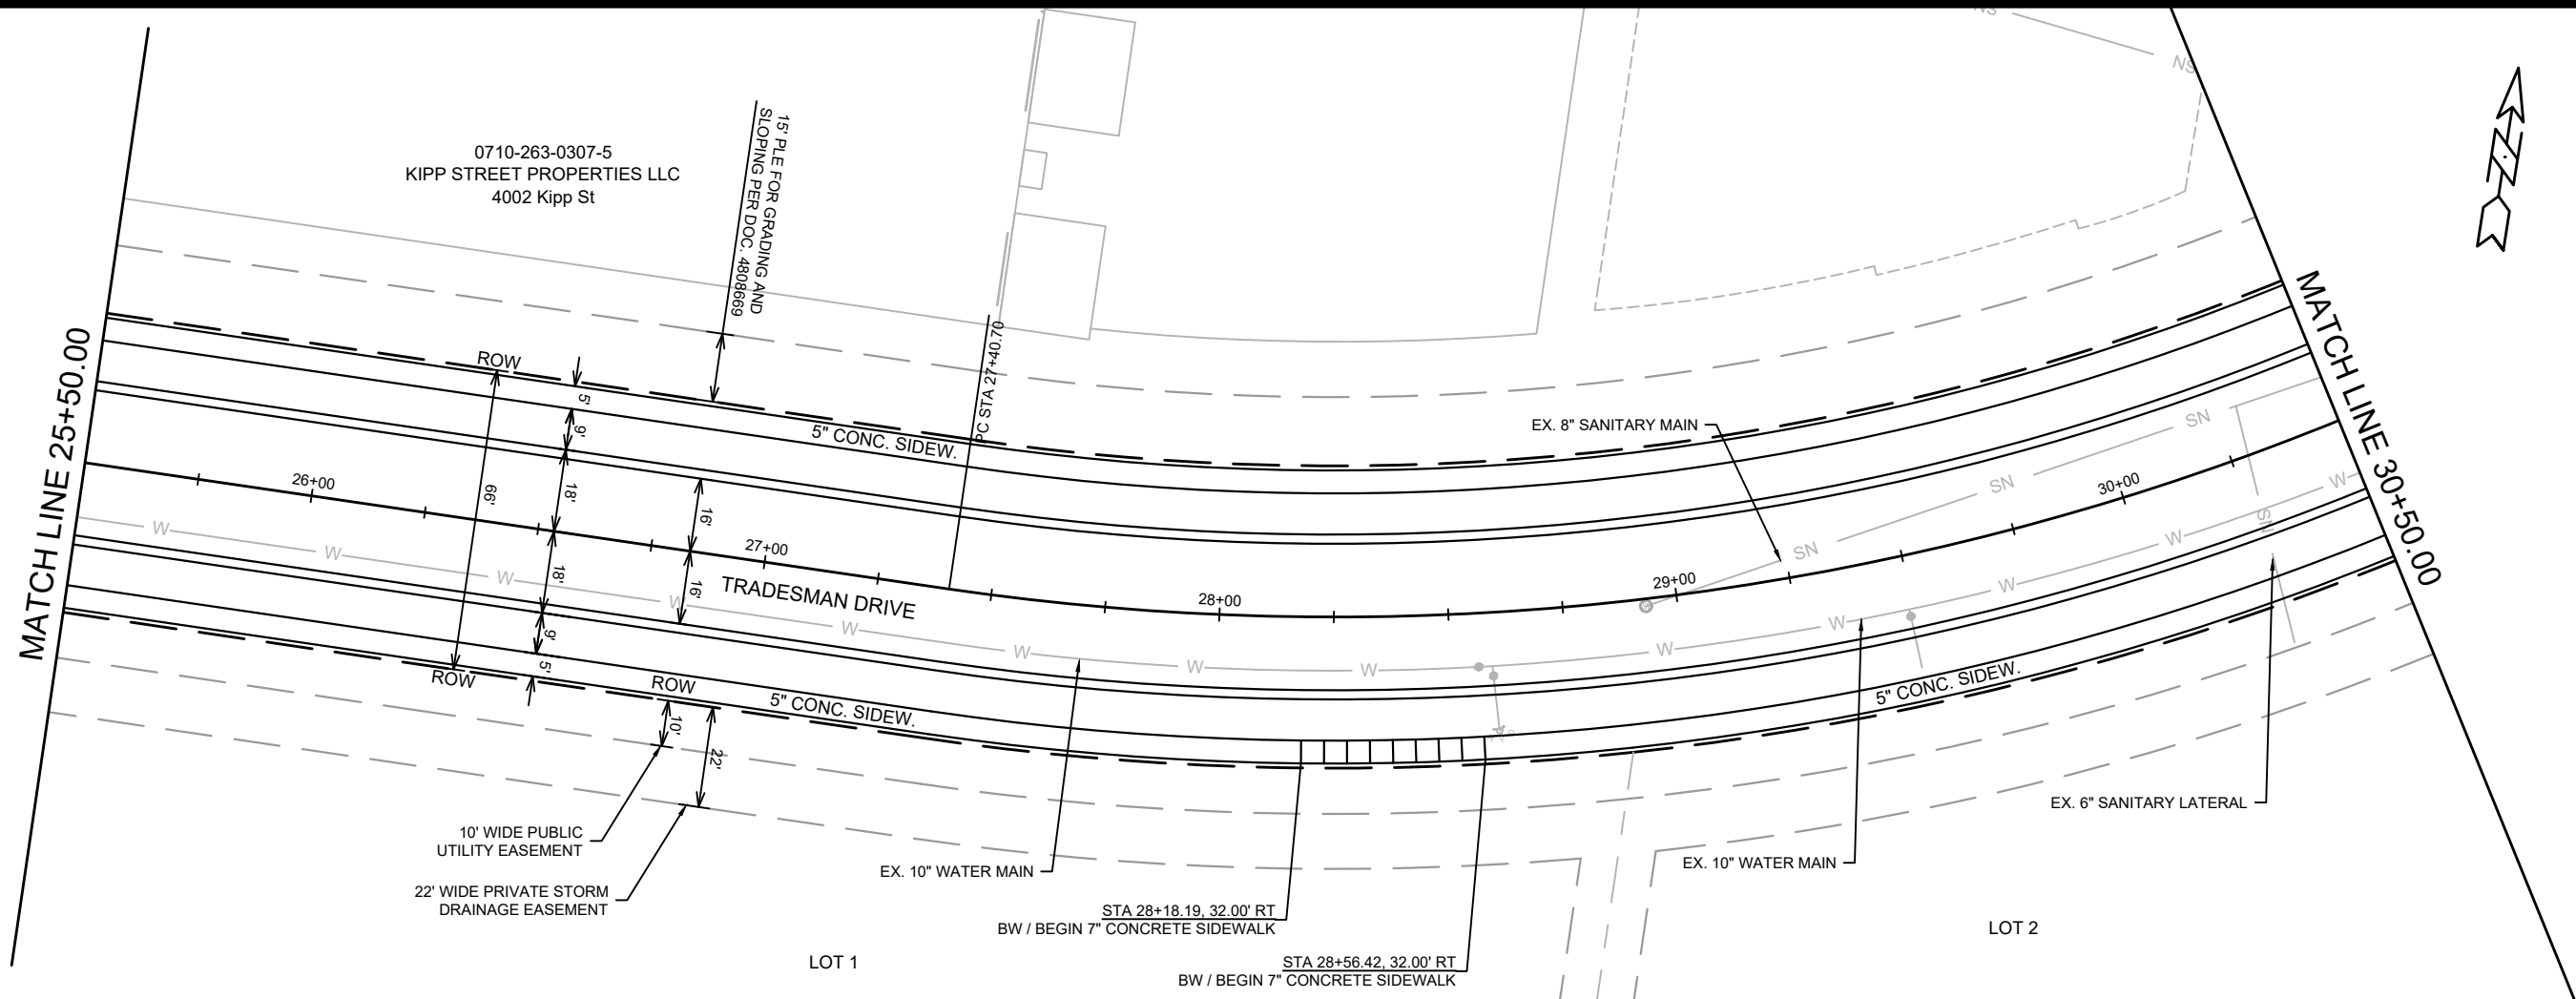 NS
NS
0710-263-0307-5
KIPP STREET PROPERTIES LLC
4002 Kipp St
15' PLE FOR GRADING AND
SLOPING PER DOC. 4808669
MATCH LINE 25+50.00
MATCH LINE 30+50.00
PC STA 27+40.70
ROW
5'
9'
18'
66'
18'
9'
5'
16'
16'
5" CONC. SIDEW.
EX. 8" SANITARY MAIN
SN
SN
SN
SN
26+00
27+00
28+00
29+00
30+00
TRADESMAN DRIVE
W
W
W
W
W
W
W
W
W
W
W
W
W
ROW
ROW
5" CONC. SIDEW.
5" CONC. SIDEW.
10'
22'
10' WIDE PUBLIC
UTILITY EASEMENT
22' WIDE PRIVATE STORM
DRAINAGE EASEMENT
EX. 10" WATER MAIN
EX. 10" WATER MAIN
EX. 6" SANITARY LATERAL
STA 28+18.19, 32.00' RT
BW / BEGIN 7" CONCRETE SIDEWALK
STA 28+56.42, 32.00' RT
BW / BEGIN 7" CONCRETE SIDEWALK
LOT 1
LOT 2